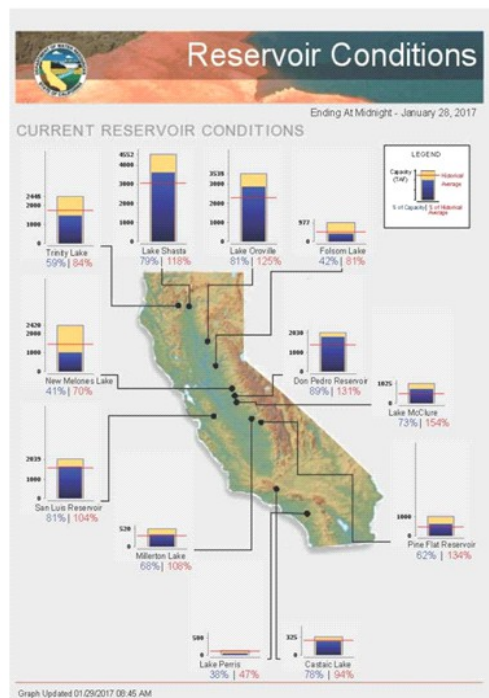 Reservoir Conditions
Ending At Midnight - January 28, 2017
CURRENT RESERVOIR CONDITIONS
LEGEND
Capacity
(TAF)
Historical
Average
% of Capacity | % of Historical
Average
2448
2000
1000
0
Trinity Lake
59% | 84%
4552
4000
3000
2000
1000
0
Lake Shasta
79% | 118%
3538
3000
2000
1000
0
Lake Oroville
81% | 125%
977
0
Folsom Lake
42% | 81%
2420
2000
1000
0
New Melones Lake
41% | 70%
2030
1000
0
Don Pedro Reservoir
89% | 131%
1025
0
Lake McClure
73% | 154%
2039
1000
0
San Luis Reservoir
81% | 104%
520
0
Millerton Lake
68% | 108%
1000
0
Pine Flat Reservoir
62% | 134%
500
0
Lake Perris
38% | 47%
325
0
Castaic Lake
78% | 94%
Graph Updated 01/29/2017 08:45 AM